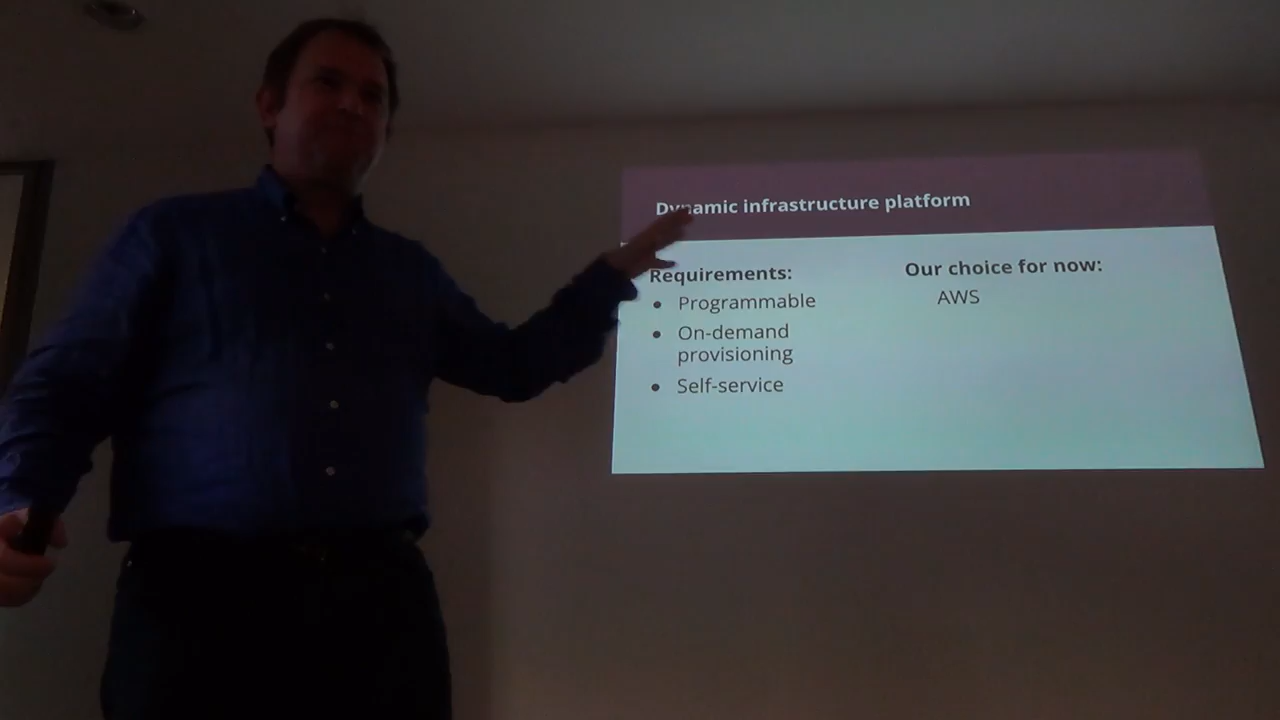 Dynamic infrastructure platform
Requirements:
Programmable
On-demand
provisioning
Self-service
Our choice for now:
AWS